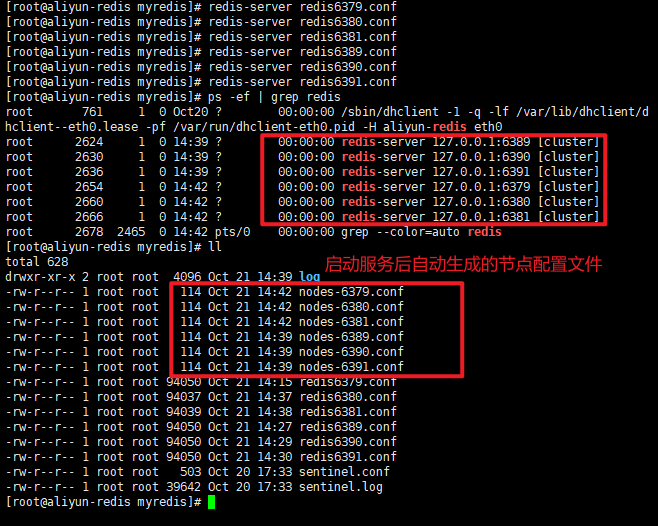 [root@aliyun-redis myredis]# redis-server redis6379.conf
[root@aliyun-redis myredis]# redis-server redis6380.conf
[root@aliyun-redis myredis]# redis-server redis6381.conf
[root@aliyun-redis myredis]# redis-server redis6389.conf
[root@aliyun-redis myredis]# redis-server redis6390.conf
[root@aliyun-redis myredis]# redis-server redis6391.conf
[root@aliyun-redis myredis]# ps -ef | grep redis
root       761     1  0 Oct20 ?        00:00:00 /sbin/dhclient -1 -q -lf /var/lib/dhclient/d
hclient--eth0.lease -pf /var/run/dhclient-eth0.pid -H aliyun-redis eth0
root      2624     1  0 14:39 ?        00:00:00 redis-server 127.0.0.1:6389 [cluster]
root      2630     1  0 14:39 ?        00:00:00 redis-server 127.0.0.1:6390 [cluster]
root      2636     1  0 14:39 ?        00:00:00 redis-server 127.0.0.1:6391 [cluster]
root      2654     1  0 14:42 ?        00:00:00 redis-server 127.0.0.1:6379 [cluster]
root      2660     1  0 14:42 ?        00:00:00 redis-server 127.0.0.1:6380 [cluster]
root      2666     1  0 14:42 ?        00:00:00 redis-server 127.0.0.1:6381 [cluster]
root      2678  2465  0 14:42 pts/0    00:00:00 grep --color=auto redis
[root@aliyun-redis myredis]# ll
total 628
启动服务后自动生成的节点配置文件
drwxr-xr-x 2 root root  4096 Oct 21 14:39 log
-rw-r--r-- 1 root root   114 Oct 21 14:42 nodes-6379.conf
-rw-r--r-- 1 root root   114 Oct 21 14:42 nodes-6380.conf
-rw-r--r-- 1 root root   114 Oct 21 14:42 nodes-6381.conf
-rw-r--r-- 1 root root   114 Oct 21 14:39 nodes-6389.conf
-rw-r--r-- 1 root root   114 Oct 21 14:39 nodes-6390.conf
-rw-r--r-- 1 root root   114 Oct 21 14:39 nodes-6391.conf
-rw-r--r-- 1 root root 94050 Oct 21 14:15 redis6379.conf
-rw-r--r-- 1 root root 94037 Oct 21 14:37 redis6380.conf
-rw-r--r-- 1 root root 94039 Oct 21 14:38 redis6381.conf
-rw-r--r-- 1 root root 94050 Oct 21 14:27 redis6389.conf
-rw-r--r-- 1 root root 94050 Oct 21 14:29 redis6390.conf
-rw-r--r-- 1 root root 94050 Oct 21 14:30 redis6391.conf
-rw-r--r-- 1 root root   503 Oct 20 17:33 sentinel.conf
-rw-r--r-- 1 root root 39642 Oct 20 17:33 sentinel.log
[root@aliyun-redis myredis]#